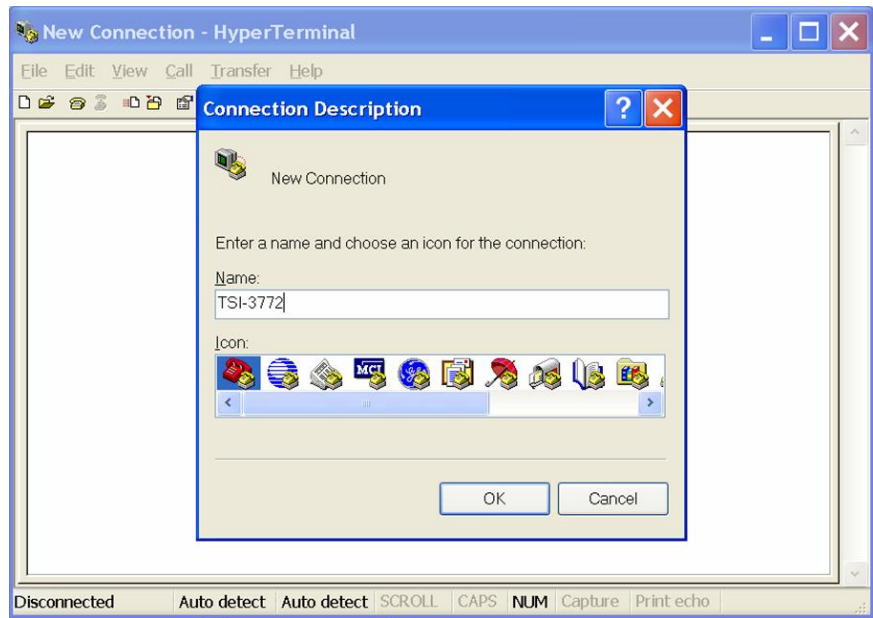 New Connection - HyperTerminal
File Edit View Call Transfer Help
Connection Description
New Connection
Enter a name and choose an icon for the connection:
Name:
TSI-3772
Icon:
MCI
OK Cancel
Disconnected Auto detect Auto detect SCROLL CAPS NUM Capture Print echo